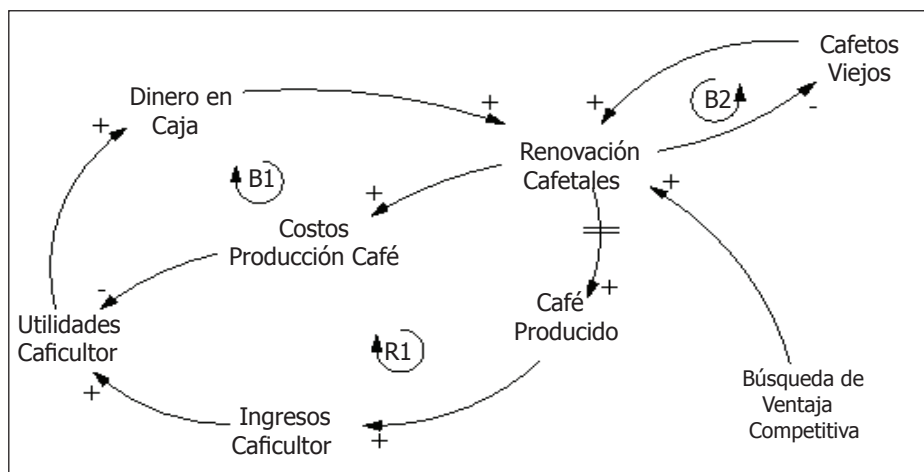 Cafetos
Viejos
Dinero en
Caja
+
+
+
-
B2
Renovación
Cafetales
B1
+
+
Costos
Producción Café
-
+
Café
Producido
Utilidades
Caficultor
R1
+
Ingresos
Caficultor
+
Búsqueda de
Ventaja
Competitiva